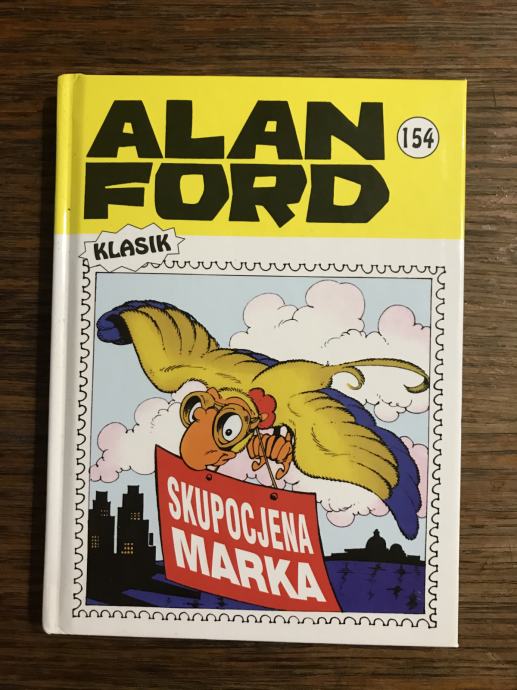 ALAN
FORD
154
KLASIK
SKUPOCJENA
MARKA